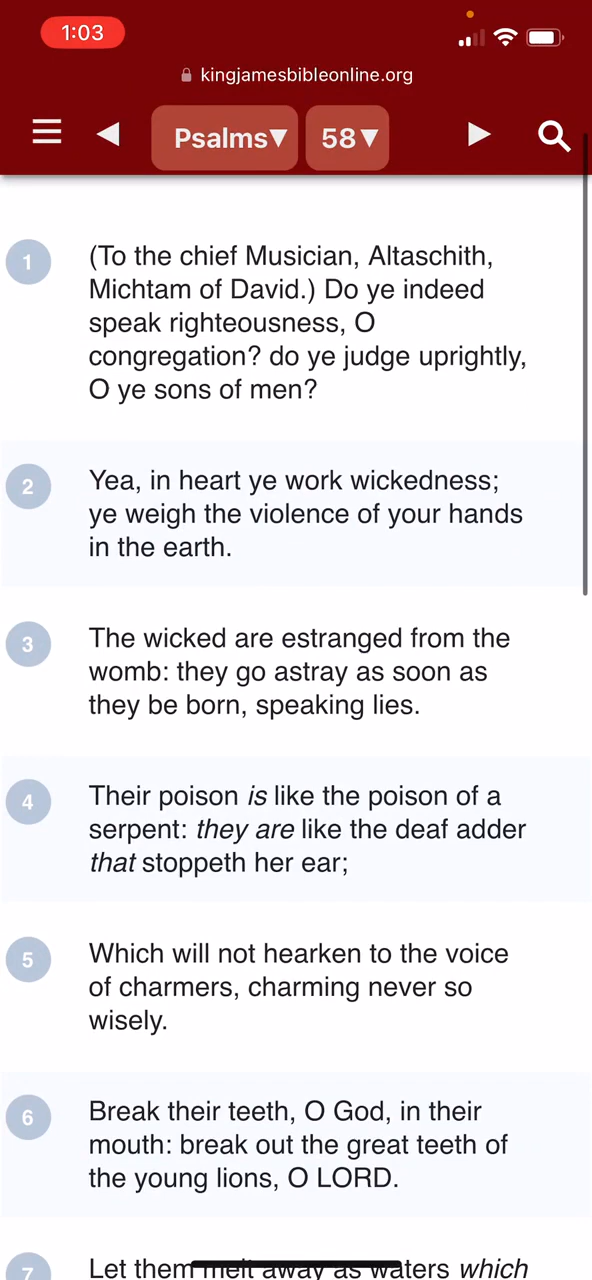 1:03
kingjamesbibleonline.org
Psalms▼ 58▼
1 (To the chief Musician, Altaschith,
Michtam of David.) Do ye indeed
speak righteousness, O
congregation? do ye judge uprightly,
O ye sons of men?
2 Yea, in heart ye work wickedness;
ye weigh the violence of your hands
in the earth.
3 The wicked are estranged from the
womb: they go astray as soon as
they be born, speaking lies.
4 Their poison is like the poison of a
serpent: they are like the deaf adder
that stoppeth her ear;
5 Which will not hearken to the voice
of charmers, charming never so
wisely.
6 Break their teeth, O God, in their
mouth: break out the great teeth of
the young lions, O LORD.
7 Let them melt away as waters which